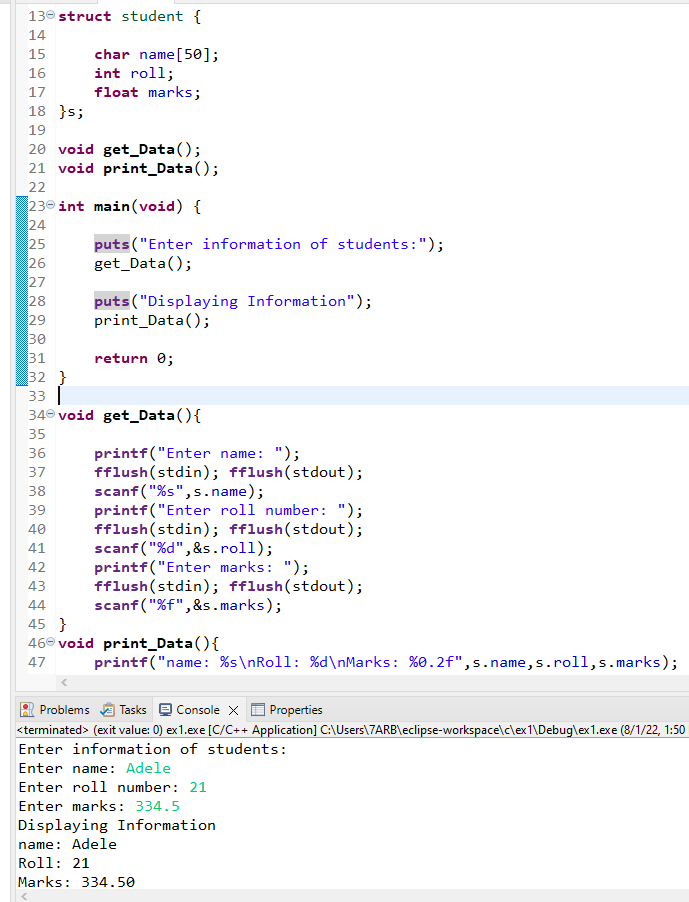 13 struct student {
14
15     char name[50];
16     int roll;
17     float marks;
18 }s;
19
20 void get_Data();
21 void print_Data();
22
23 int main(void) {
24
25     puts("Enter information of students:");
26     get_Data();
27
28     puts("Displaying Information");
29     print_Data();
30
31     return 0;
32 }
33
34 void get_Data(){
35
36     printf("Enter name: ");
37     fflush(stdin); fflush(stdout);
38     scanf("%s",s.name);
39     printf("Enter roll number: ");
40     fflush(stdin); fflush(stdout);
41     scanf("%d",&s.roll);
42     printf("Enter marks: ");
43     fflush(stdin); fflush(stdout);
44     scanf("%f",&s.marks);
45 }
46 void print_Data(){
47     printf("name: %s\nRoll: %d\nMarks: %0.2f",s.name,s.roll,s.marks);
Problems Tasks Console Properties
<terminated> (exit value: 0) ex1.exe [C/C++ Application] C:\Users\7ARB\eclipse-workspace\c\ex1\Debug\ex1.exe (8/1/22, 1:50
Enter information of students:
Enter name: Adele
Enter roll number: 21
Enter marks: 334.5
Displaying Information
name: Adele
Roll: 21
Marks: 334.50